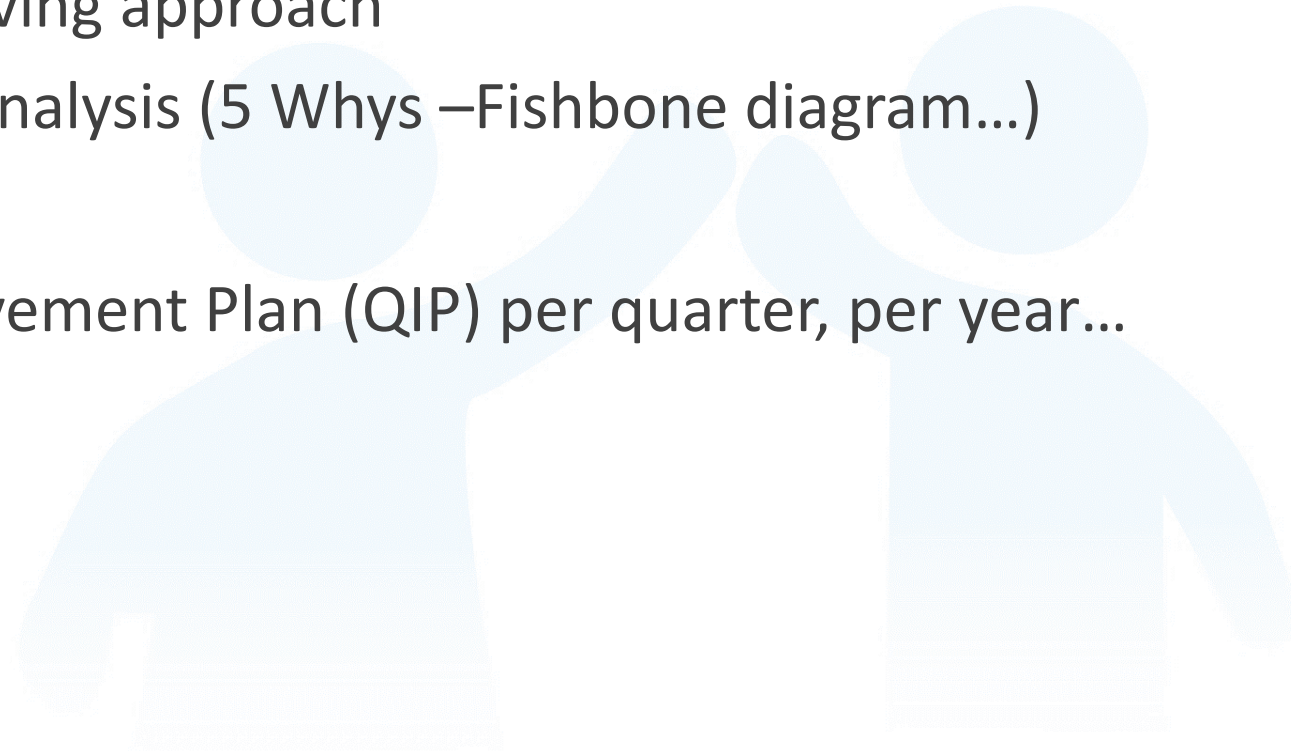 ving approach
nalysis (5 Whys –Fishbone diagram…)
vement Plan (QIP) per quarter, per year…